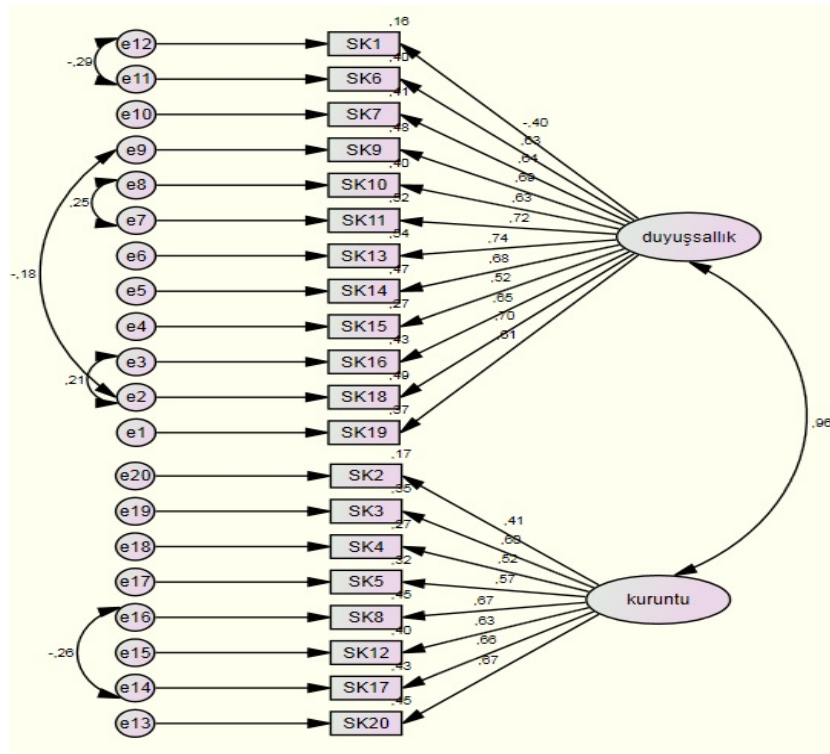 ,16
e12 SK1
,40
-,29
e11 SK6
,41
e10 SK7
,48
-,40
e9 SK9
,63
,40
,64
e8 SK10
,69
,25
,52
,63
e7 SK11
,72
duyuşsallık
,54
e6 SK13
,74
,47
,68
-,18
e5 SK14
,52
,27
,65
e4 SK15
,70
,43
,61
e3 SK16
,49
,21
e2 SK18
,37
e1 SK19
,96
,17
e20 SK2
,35
e19 SK3
,41
,27
e18 SK4
,52
,32
,57
e17 SK5
,45
kuruntu
,67
e16 SK8
,63
,40
,66
-,26
e15 SK12
,67
,43
e14 SK17
,45
e13 SK20